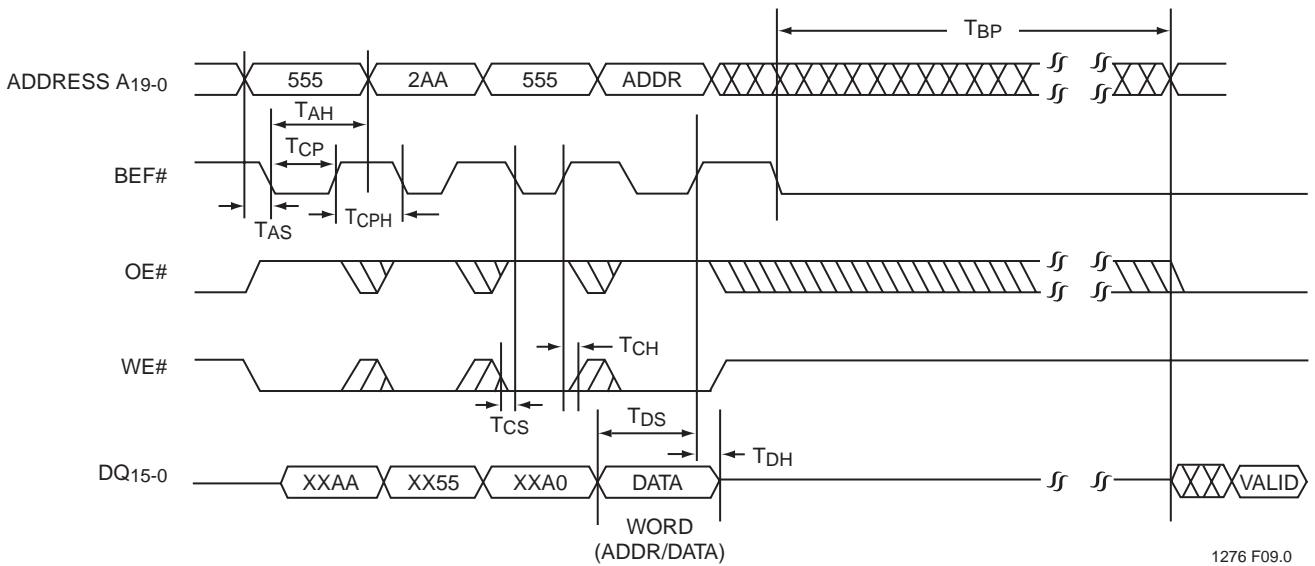 TBP
ADDRESS A19-0
555
2AA
555
ADDR
TAH
TCP
BEF#
TAS
TCPH
OE#
TCH
WE#
TCS
TDS
TDH
DQ15-0
XXAA
XX55
XXA0
DATA
VALID
WORD
(ADDR/DATA)
1276 F09.0